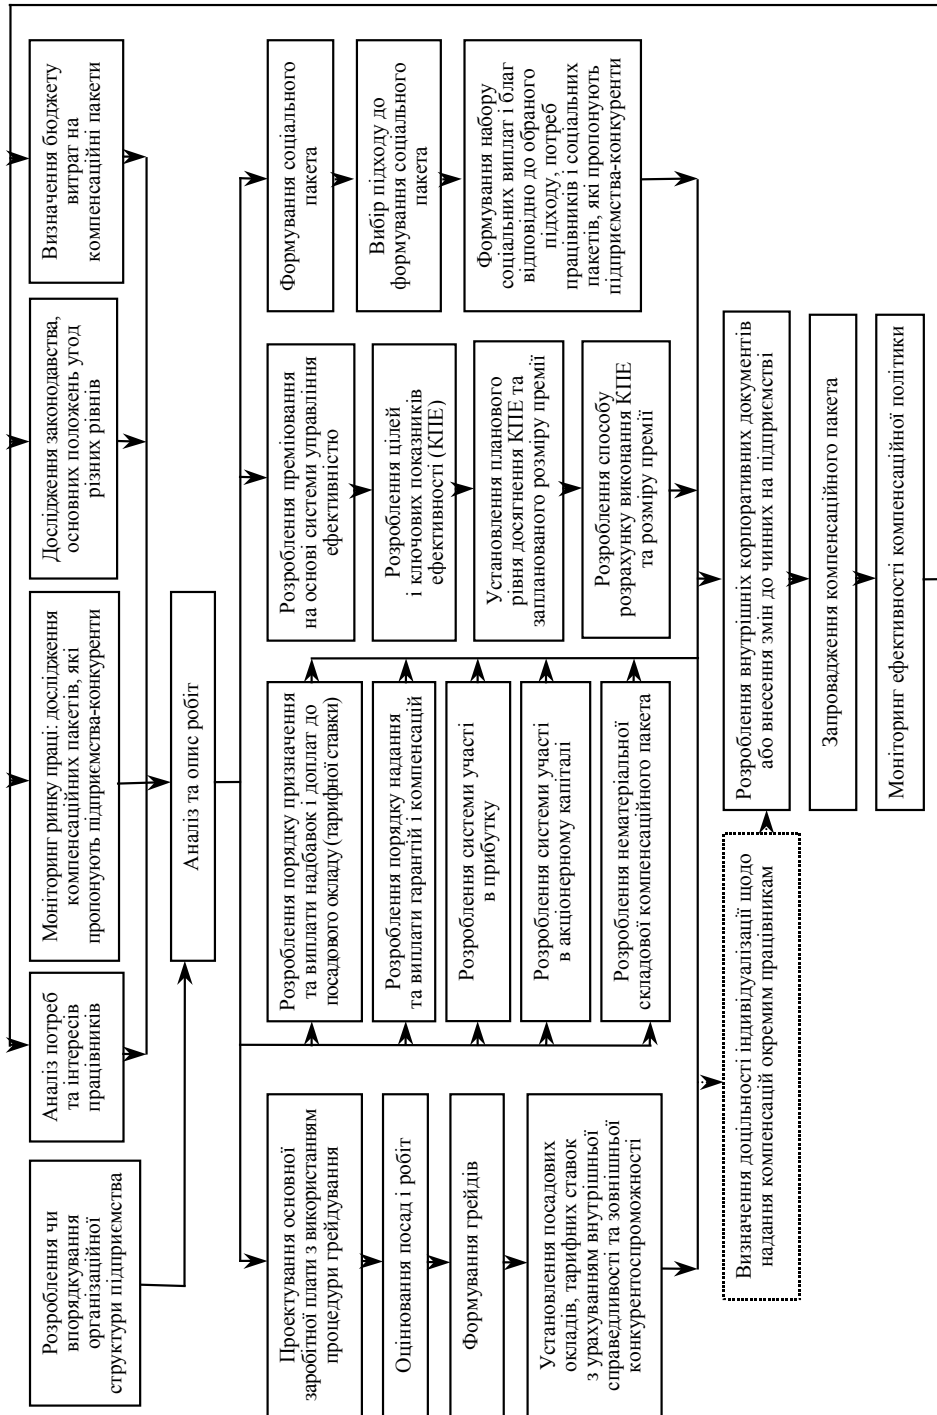 Розроблення чи
впорядкування
організаційної
структури підприємства
Аналіз потреб
та інтересів
працівників
Моніторинг ринку праці: дослідження
компенсаційних пакетів, які
пропонують підприємства-конкуренти
Дослідження законодавства,
основних положень угод
різних рівнів
Визначення бюджету
витрат на
компенсаційні пакети
Аналіз та опис робіт
Проектування основної
заробітної плати з використанням
процедури грейдування
Оцінювання посад і робіт
Формування грейдів
Установлення посадових
окладів, тарифних ставок
з урахуванням внутрішньої
справедливості та зовнішньої
конкурентоспроможності
Розроблення порядку призначення
та виплати надбавок і доплат до
посадового окладу (тарифної ставки)
Розроблення порядку надання
та виплати гарантій і компенсацій
Розроблення системи участі
в прибутку
Розроблення системи участі
в акціонерному капіталі
Розроблення нематеріальної
складової компенсаційного пакета
Розроблення преміювання
на основі системи управління
ефективністю
Розроблення цілей
і ключових показників
ефективності (КПЕ)
Установлення планового
рівня досягнення КПЕ та
запланованого розміру премії
Розроблення способу
розрахунку виконання КПЕ
та розміру премії
Формування соціального
пакета
Вибір підходу до
формування соціального
пакета
Формування набору
соціальних виплат і благ
відповідно до обраного
підходу, потреб
працівників і соціальних
пакетів, які пропонують
підприємства-конкуренти
Визначення доцільності індивідуалізації щодо
надання компенсацій окремим працівникам
Розроблення внутрішніх корпоративних документів
або внесення змін до чинних на підприємстві
Запровадження компенсаційного пакета
Моніторинг ефективності компенсаційної політики